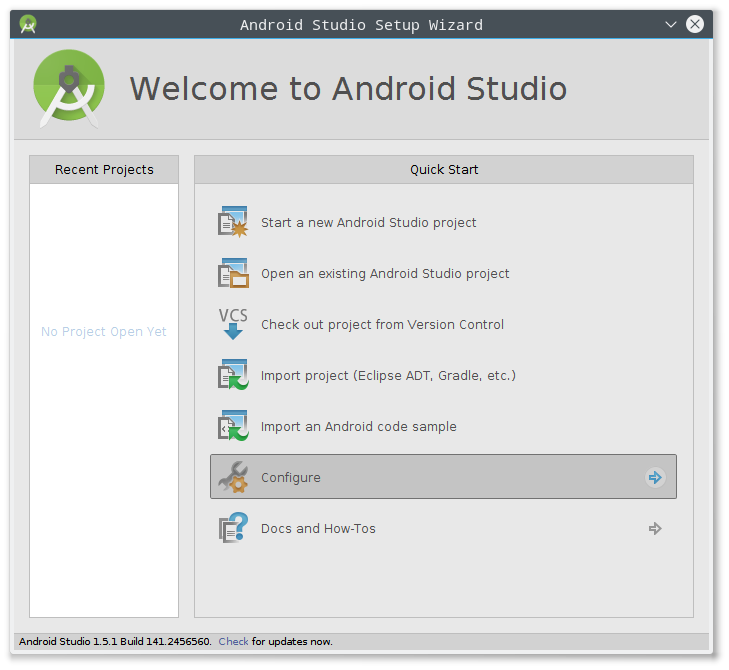 Android Studio Setup Wizard
Welcome to Android Studio
Recent Projects
No Project Open Yet
Quick Start
Start a new Android Studio project
Open an existing Android Studio project
VCS
Check out project from Version Control
Import project (Eclipse ADT, Gradle, etc.)
Import an Android code sample
Configure
Docs and How-Tos
Android Studio 1.5.1 Build 141.2456560. Check for updates now.